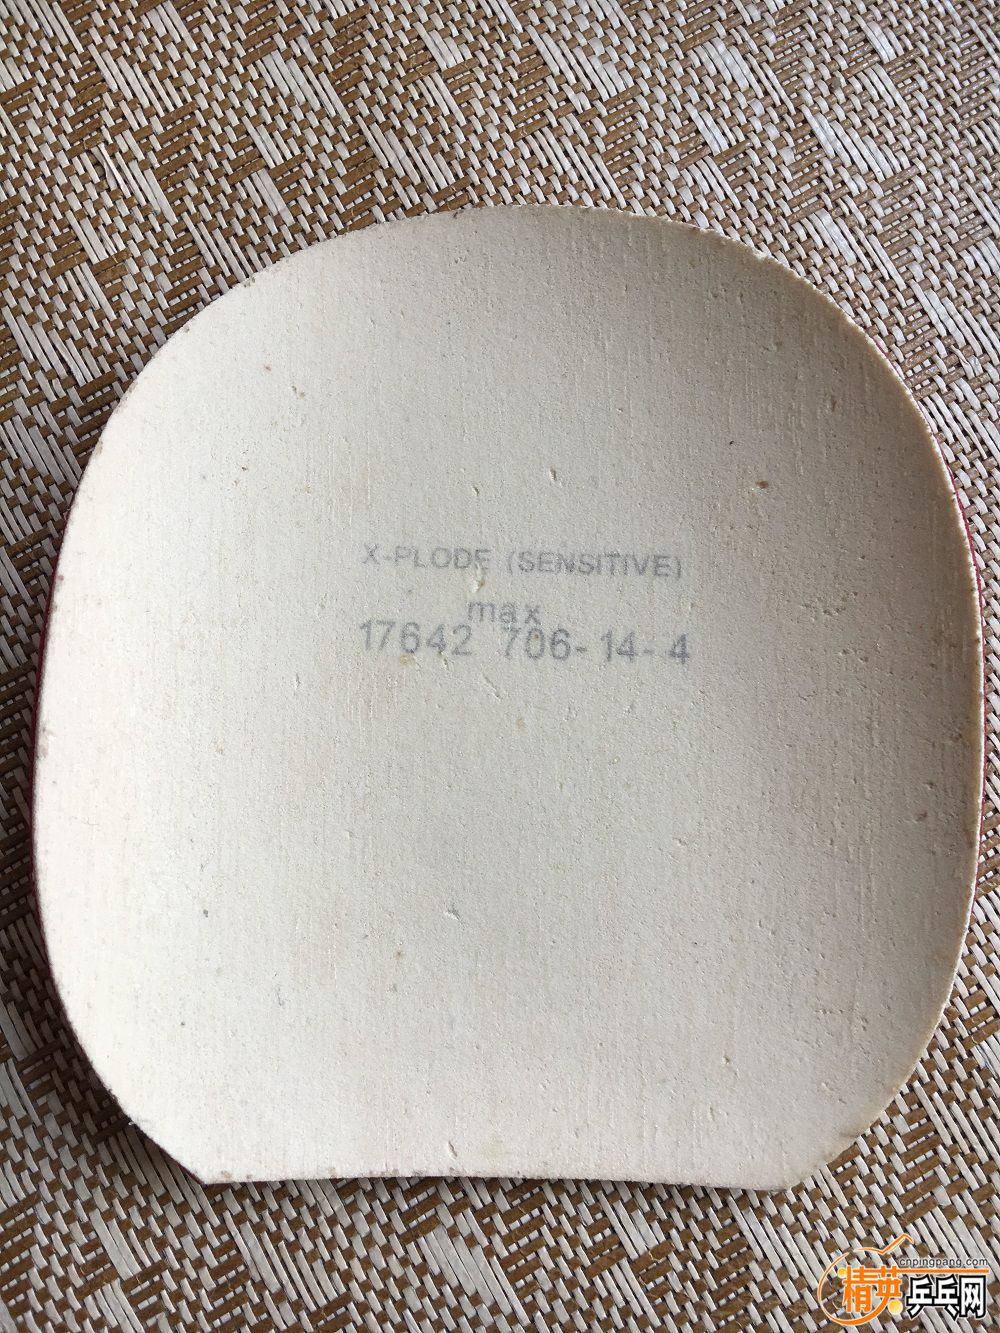 X-PLODE (SENSITIVE)
max
17642 706-14-4
cnpingpang.com
精英乒乓网